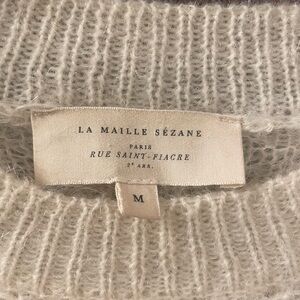 LA MAILLE SÉZANE
PARIS
RUE SAINT-FIACRE
2e ARR.
M